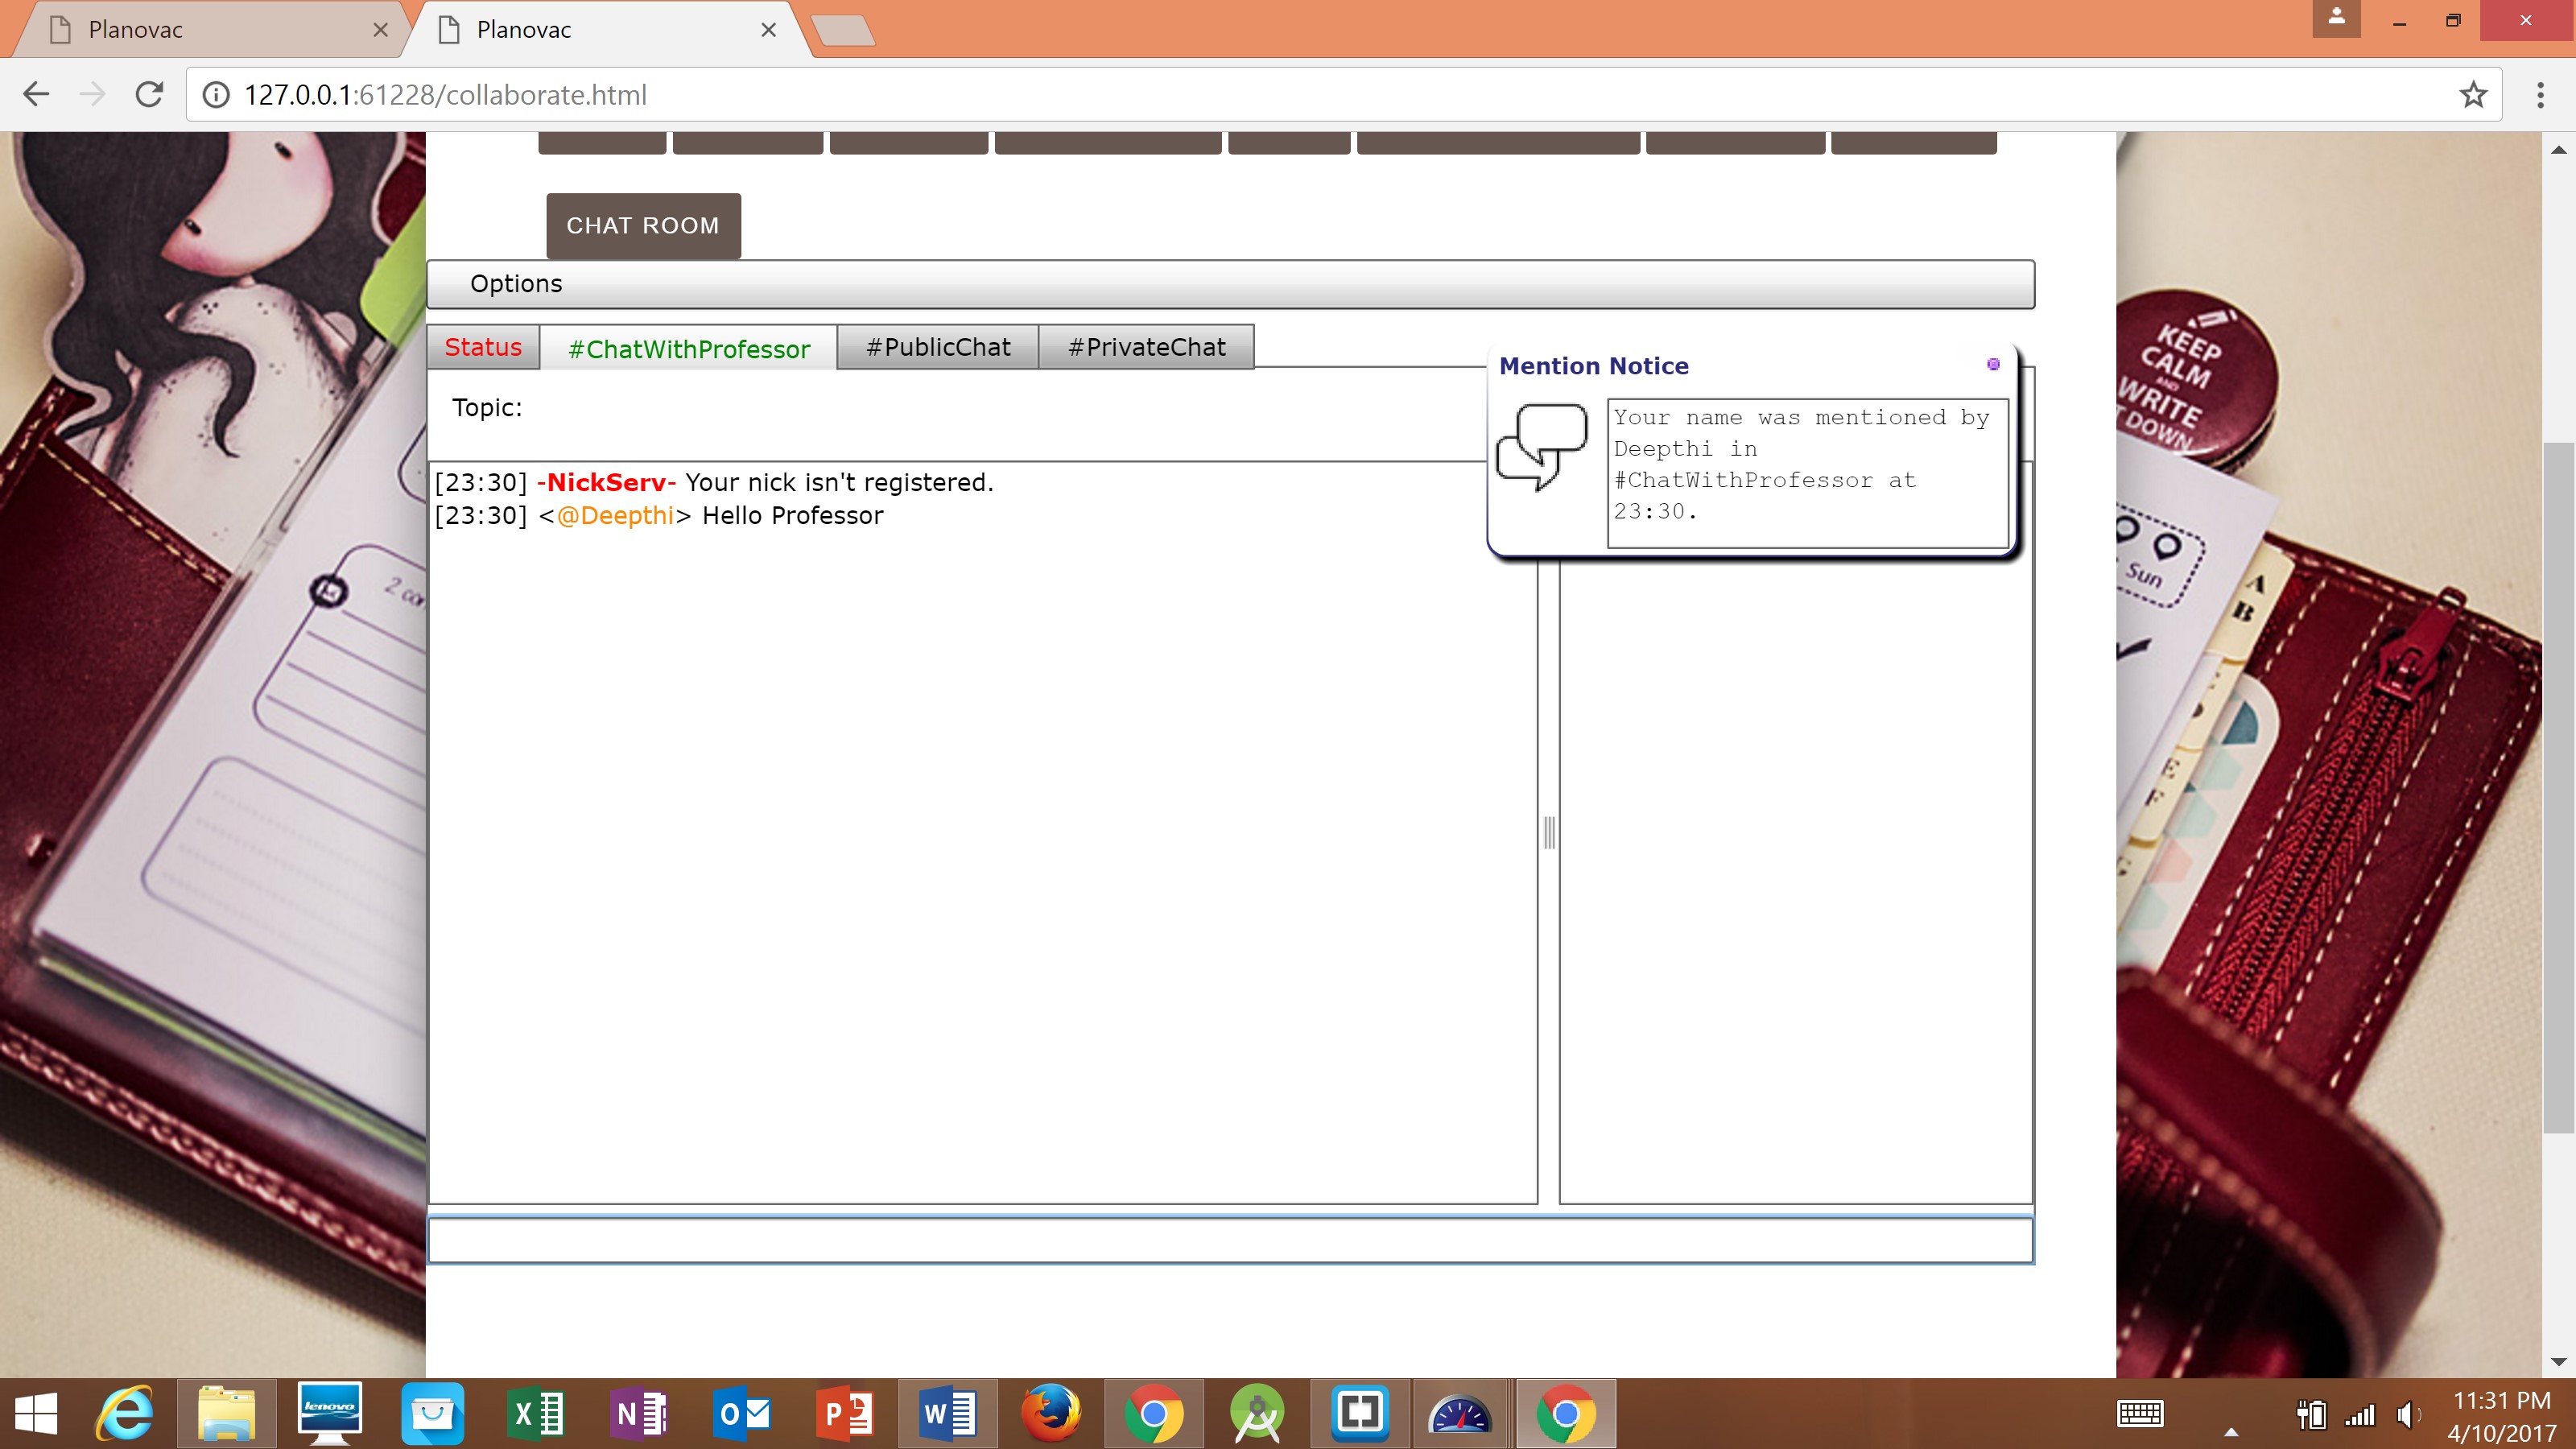 Planovac
Planovac
127.0.0.1:61228/collaborate.html
CHAT ROOM
Options
Status
#ChatWithProfessor
#PublicChat
#PrivateChat
Topic:
Mention Notice
Your name was mentioned by
Deepthi in
#ChatWithProfessor at
23:30.
[23:30] -NickServ- Your nick isn't registered.
[23:30] <@Deepthi> Hello Professor
KEEP
CALM
AND
WRITE
IT DOWN
Sun
A
B
E
F
G
lenovo
11:31 PM
4/10/2017